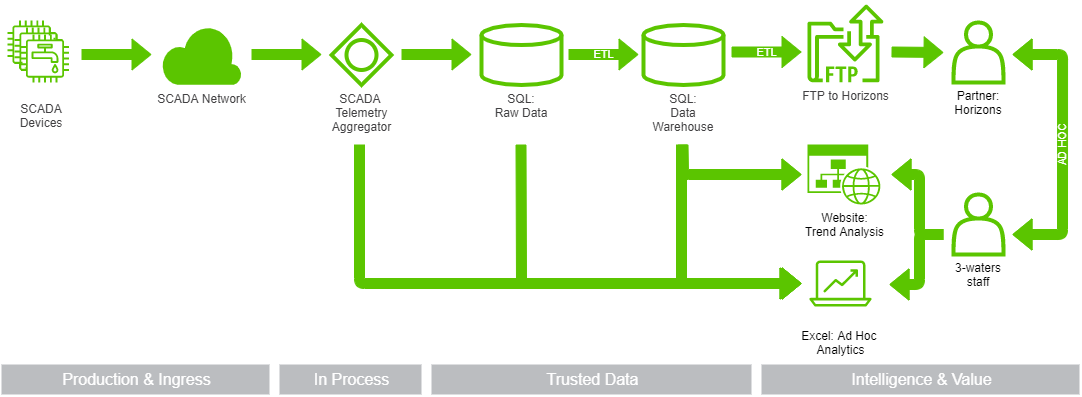 SCADA
Devices
SCADA Network
SCADA
Telemetry
Aggregator
ETL
SQL:
Raw Data
ETL
SQL:
Data
Warehouse
FTP
FTP to Horizons
Partner:
Horizons
AD HOC
Website:
Trend Analysis
3-waters
staff
Excel: Ad Hoc
Analytics
Production & Ingress
In Process
Trusted Data
Intelligence & Value